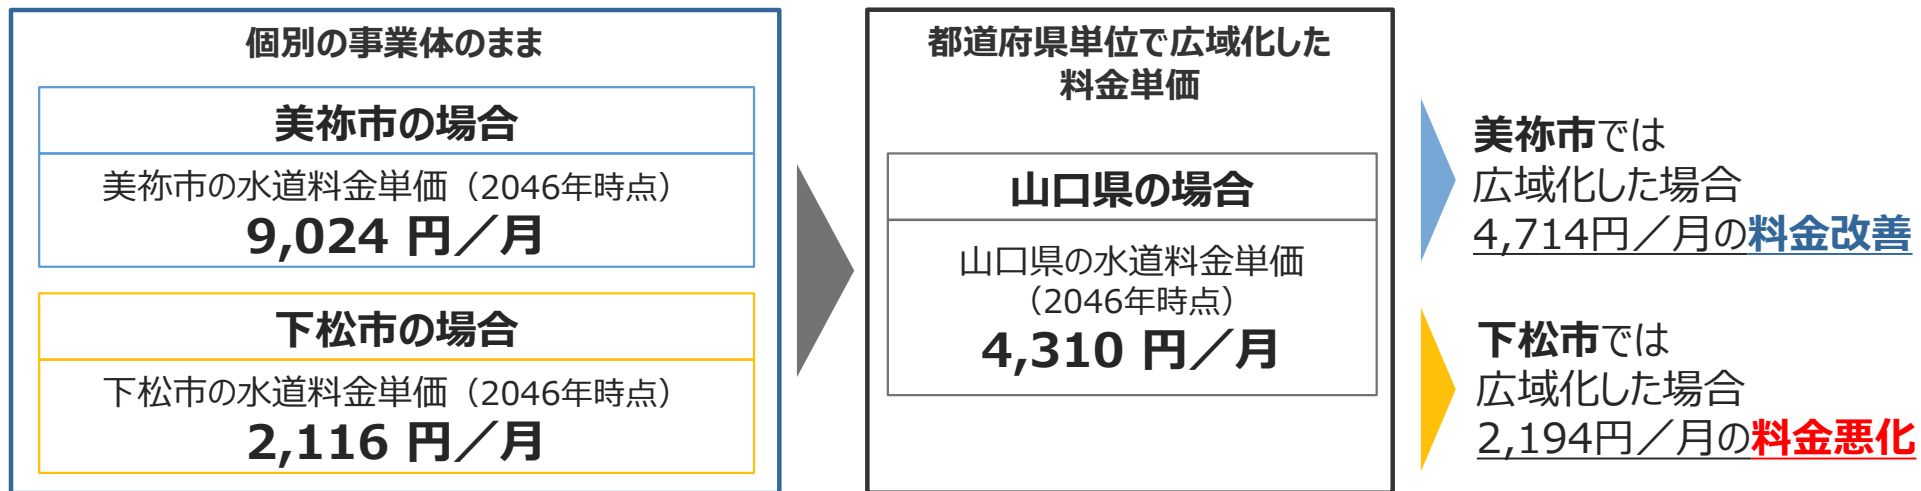 個別の事業体のまま
美祢市の場合
美祢市の水道料金単価（2046年時点）
9,024 円／月
下松市の場合
下松市の水道料金単価（2046年時点）
2,116 円／月
都道府県単位で広域化した
料金単価
山口県の場合
山口県の水道料金単価
（2046年時点）
4,310 円／月
美祢市では
広域化した場合
4,714円／月の料金改善
下松市では
広域化した場合
2,194円／月の料金悪化